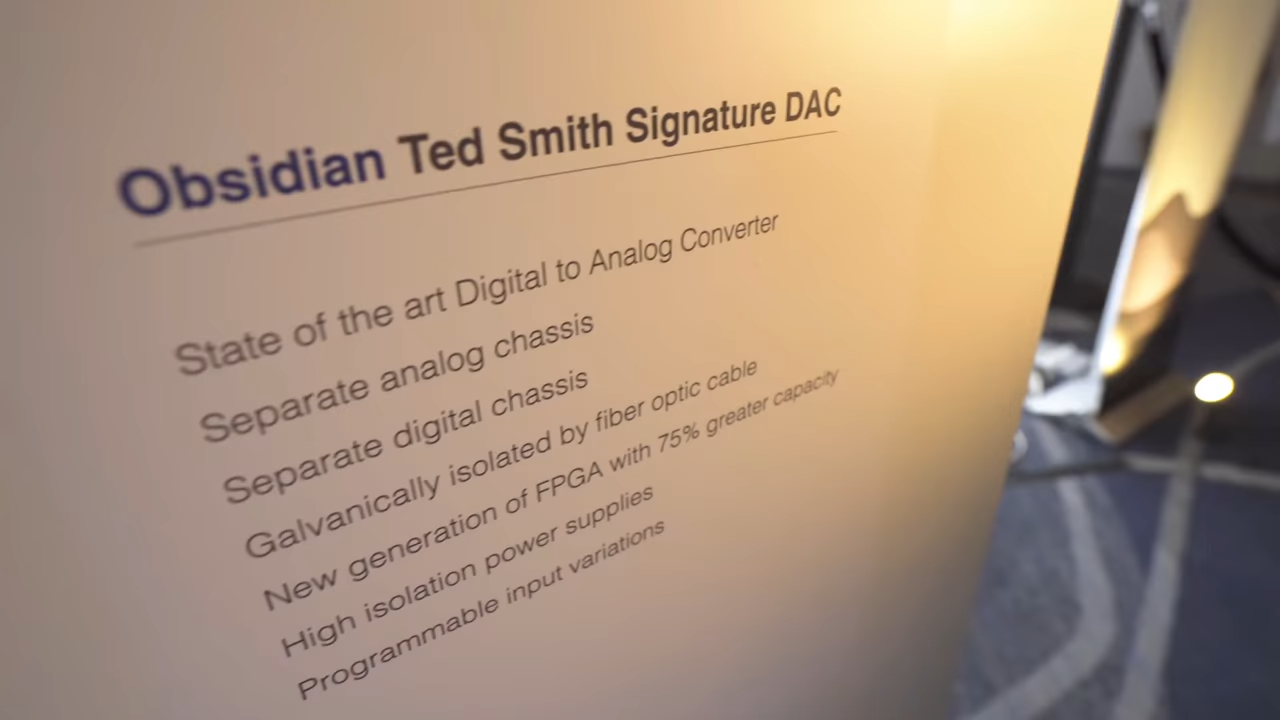 Obsidian Ted Smith Signature DAC
State of the art Digital to Analog Converter
Separate analog chassis
Separate digital chassis
Galvanically isolated by fiber optic cable
New generation of FPGA with 75% greater capacity
High isolation power supplies
Programmable input variations